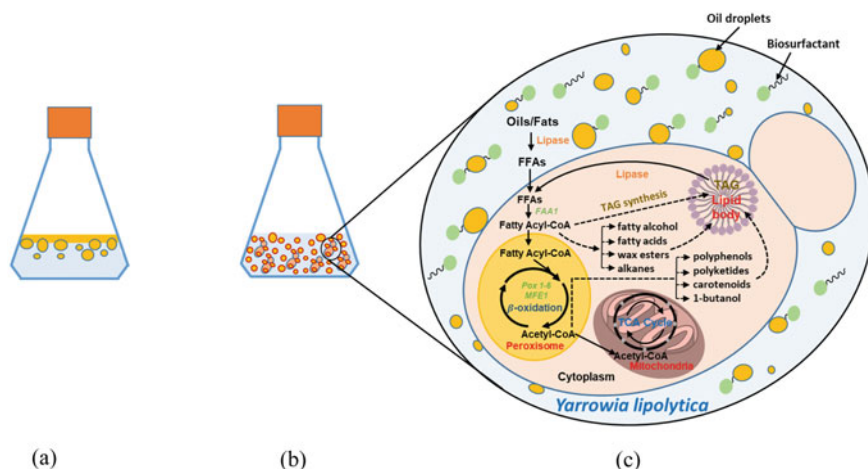 Oil droplets
Biosurfactant
Oils/Fats
Lipase
FFAs
Lipase
TAG
FFAs
TAG synthesis
Lipid
body
FAA1
Fatty Acyl-CoA
fatty alcohol
fatty acids
wax esters
alkanes
Fatty Acyl-CoA
polyphenols
polyketides
carotenoids
1-butanol
Pox 1-6
MFE1
β-oxidation
TCA Cycle
Acetyl-CoA
Peroxisome
Acetyl-CoA
Mitochondria
Cytoplasm
Yarrowia lipolytica
(a) (b) (c)